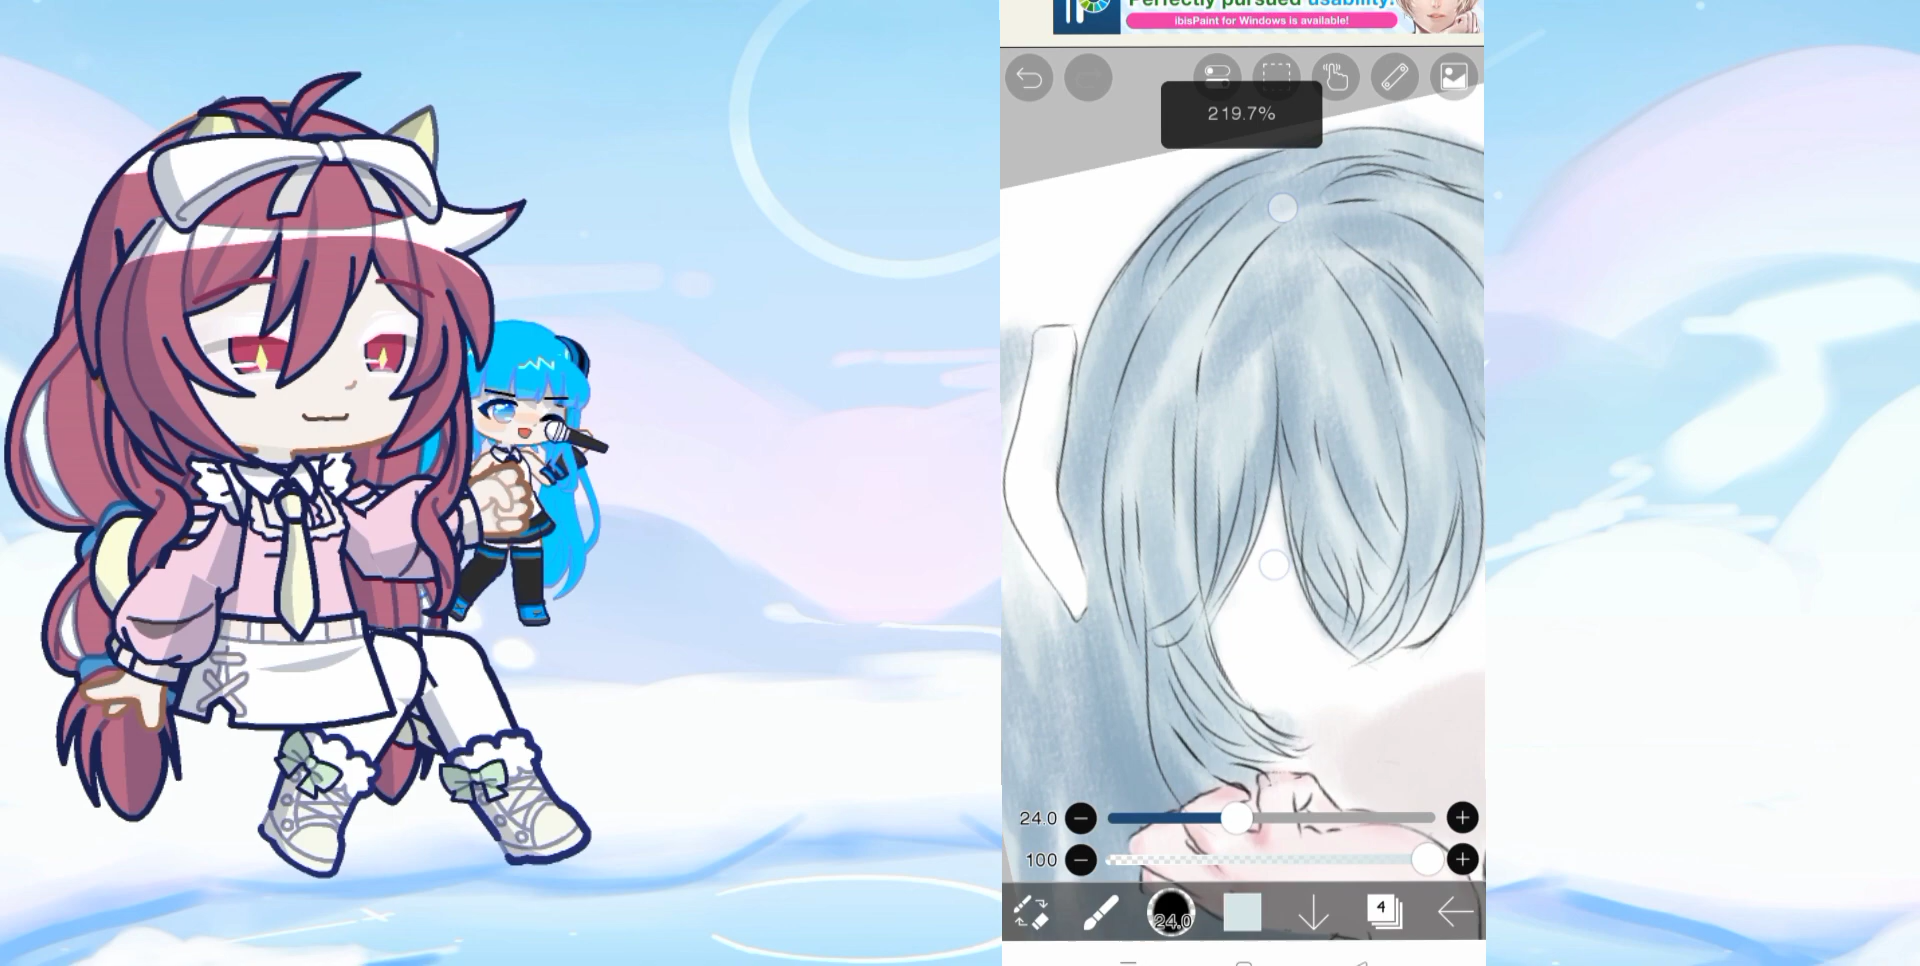 Perfectly pursued usability!
ibisPaint for Windows is available!
219.7%
24.0
100
24.0
4